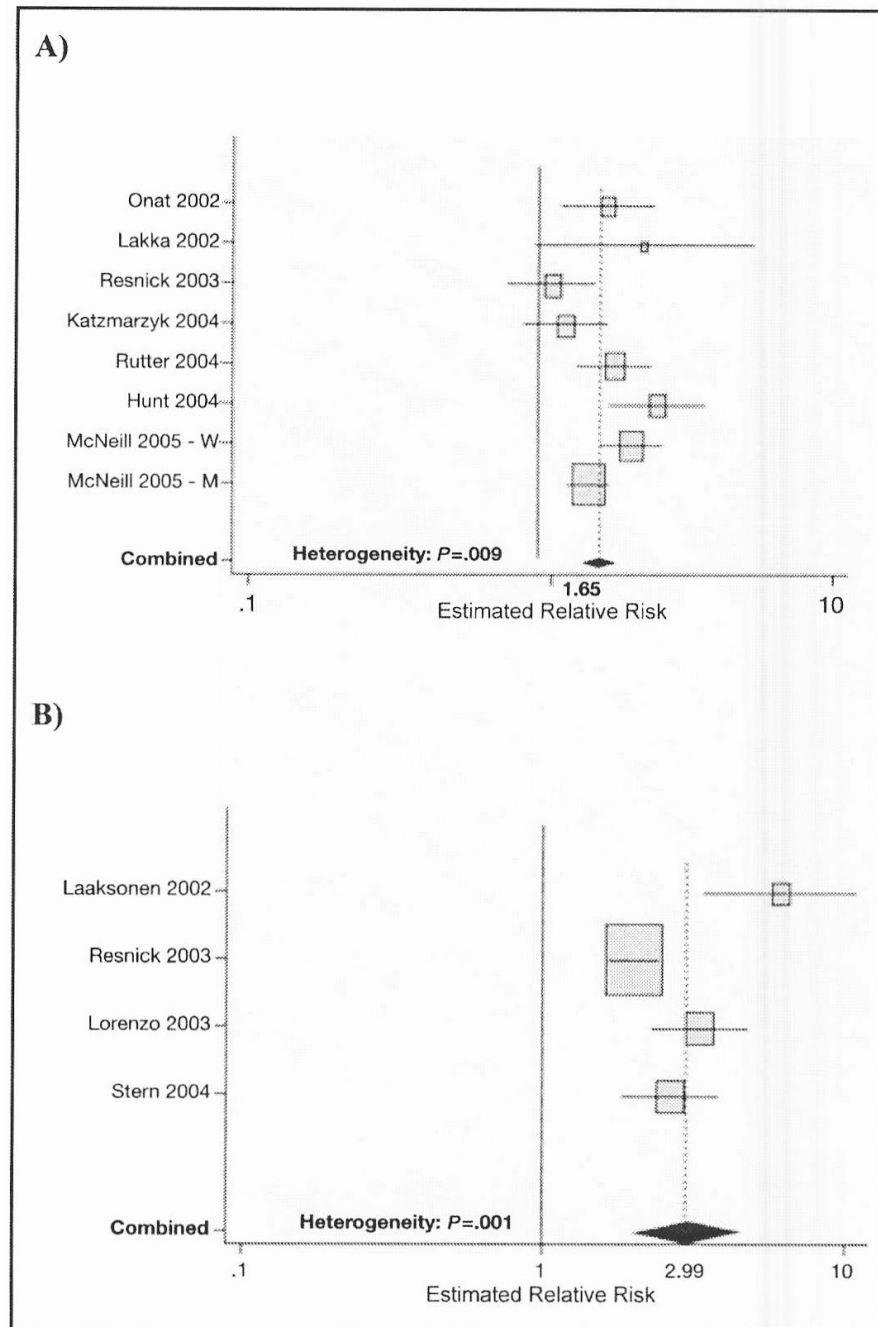 A)
Onat 2002
Lakka 2002
Resnick 2003
Katzmarzyk 2004
Rutter 2004
Hunt 2004
McNeill 2005 - W
McNeill 2005 - M
Combined
Heterogeneity: P=.009
.1
1.65
10
Estimated Relative Risk
B)
Laaksonen 2002
Resnick 2003
Lorenzo 2003
Stern 2004
Combined
Heterogeneity: P=.001
.1
1
2.99
10
Estimated Relative Risk